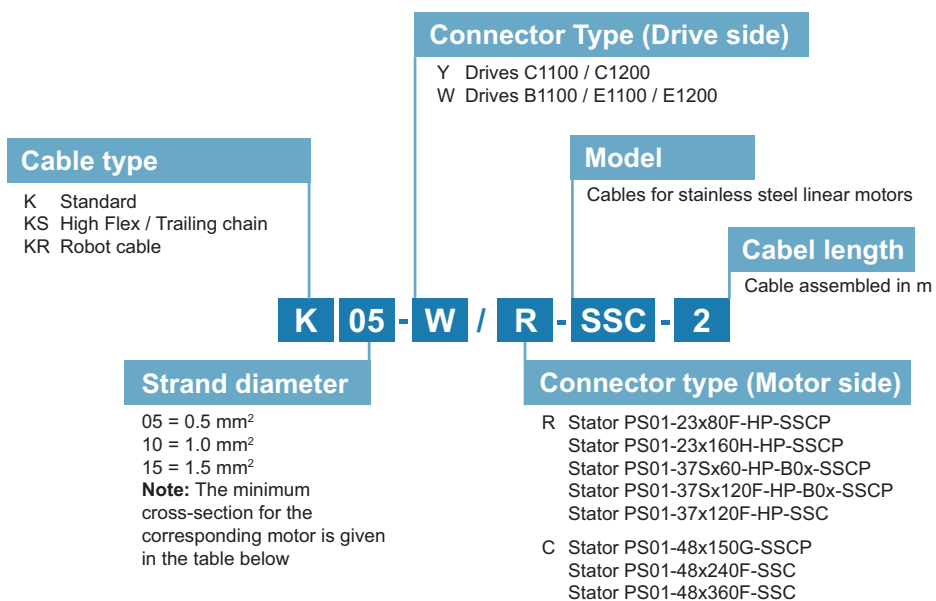 Connector Type (Drive side)
Y Drives C1100 / C1200
W Drives B1100 / E1100 / E1200
Cable type
K Standard
KS High Flex / Trailing chain
KR Robot cable
Model
Cables for stainless steel linear motors
Cabel length
Cable assembled in m
K 05 - W / R - SSC - 2
Strand diameter
05 = 0.5 mm²
10 = 1.0 mm²
15 = 1.5 mm²
Note: The minimum
cross-section for the
corresponding motor is given
in the table below
Connector type (Motor side)
R Stator PS01-23x80F-HP-SSCP
Stator PS01-23x160H-HP-SSCP
Stator PS01-37Sx60-HP-B0x-SSCP
Stator PS01-37Sx120F-HP-B0x-SSCP
Stator PS01-37x120F-HP-SSC
C Stator PS01-48x150G-SSCP
Stator PS01-48x240F-SSC
Stator PS01-48x360F-SSC